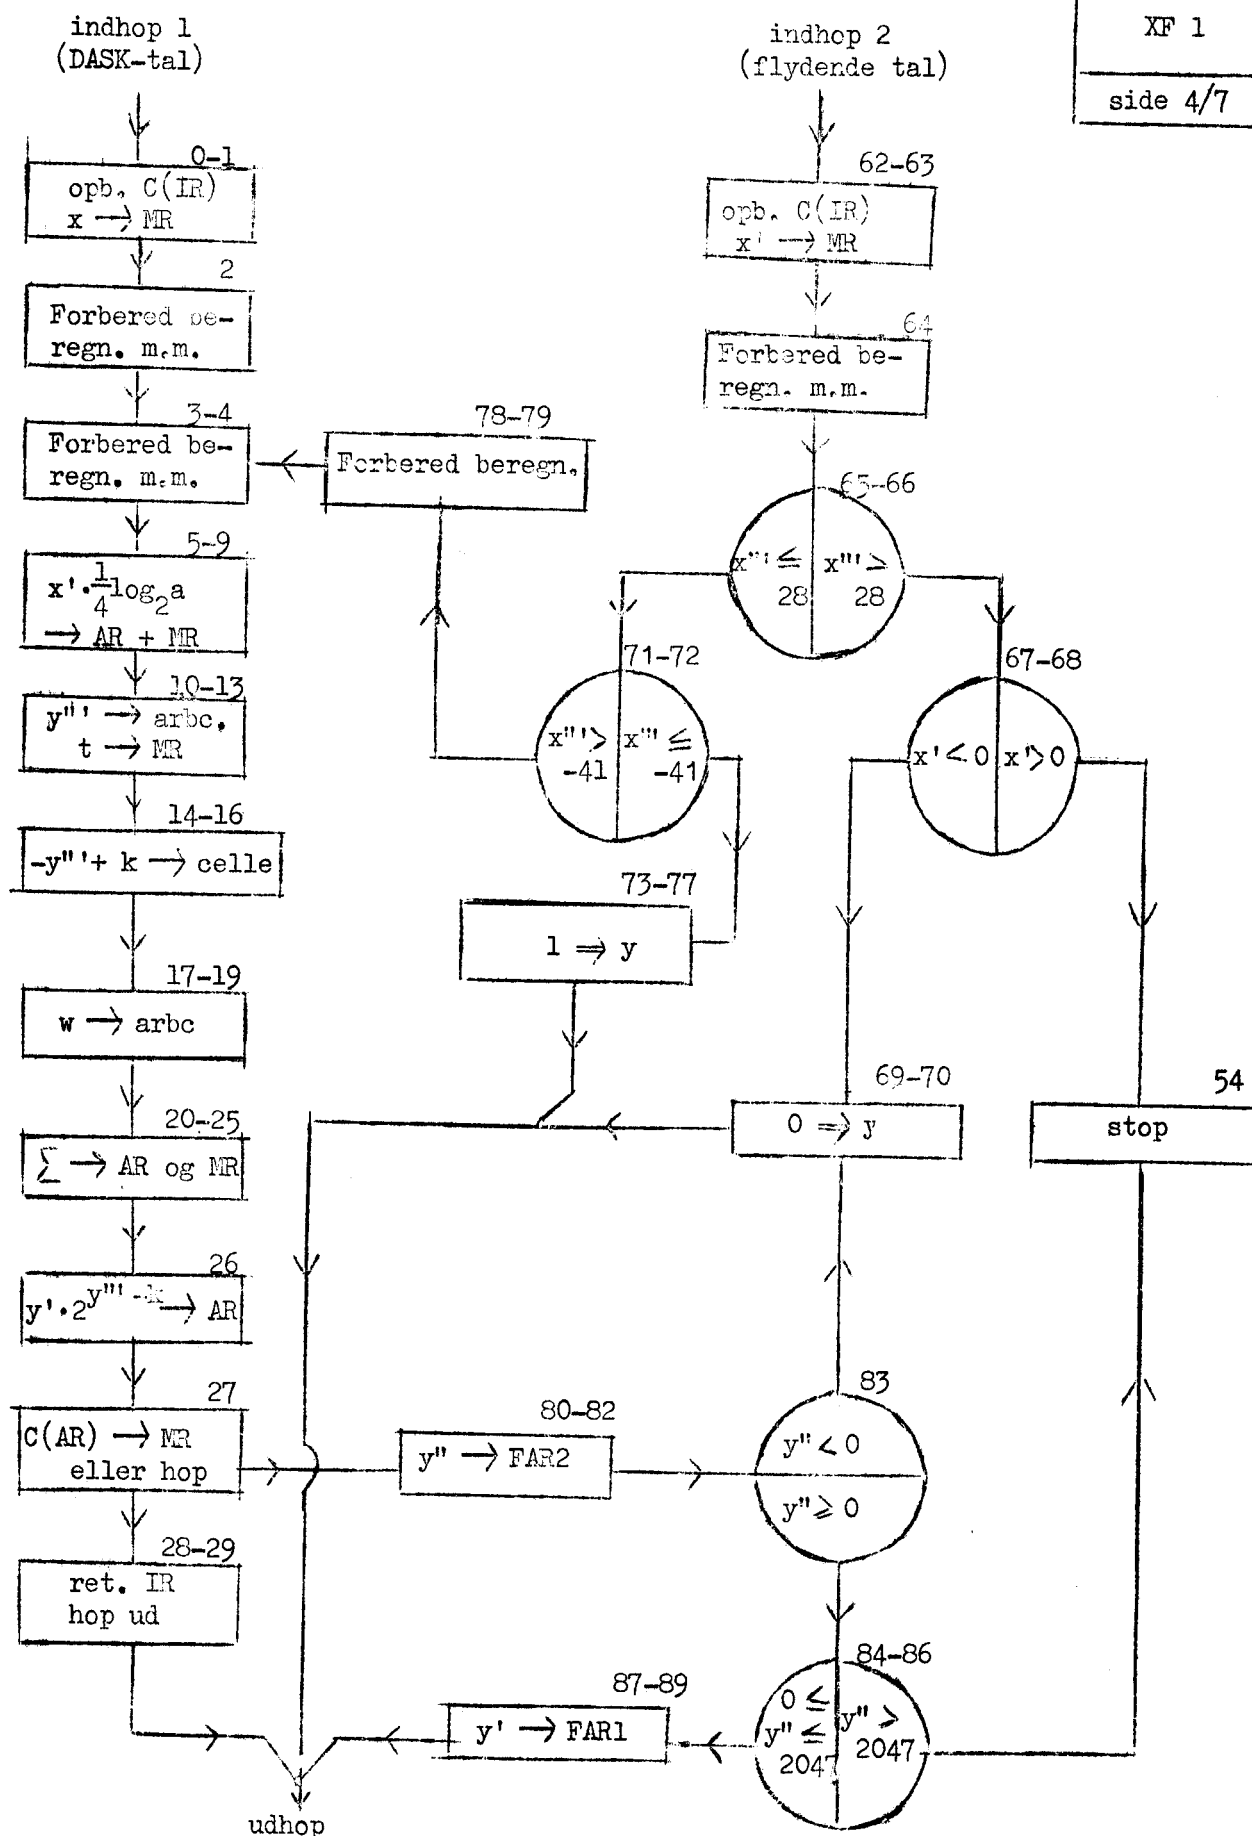 XF 1
side 4/7
indhop 1
(DASK-tal)
0-1
opb. C(IR)
x → MR
2
Forbered be-
regn. m.m.
3-4
Forbered be-
regn. m.m.
5-9
x'·1/4 log₂a
→ AR + MR
10-13
y''' → arbc.
t → MR
14-16
-y'''+ k → celle
17-19
w → arbc
20-25
∑ → AR og MR
26
y'·2^(y'''-k) → AR
27
C(AR) → MR
eller hop
28-29
ret. IR
hop ud
indhop 2
(flydende tal)
62-63
opb. C(IR)
x' → MR
64
Forbered be-
regn. m.m.
65-66
x''' ≤ 28
x''' > 28
78-79
Forbered beregn.
71-72
x''' > -41
x''' ≤ -41
67-68
x' < 0
x' > 0
73-77
1 ⇒ y
69-70
0 ⇒ y
54
stop
80-82
y'' → FAR2
83
y'' < 0
y'' ≥ 0
84-86
0 ≤ y'' ≤ 2047
y'' > 2047
87-89
y' → FAR1
udhop